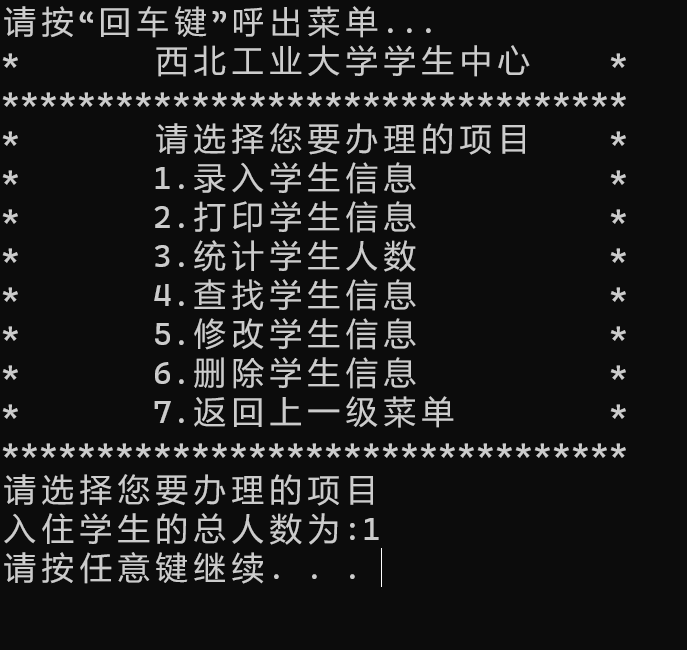 请按“回车键”呼出菜单...
*       西北工业大学学生中心    *
*********************************
*       请选择您要办理的项目    *
*       1.录入学生信息          *
*       2.打印学生信息          *
*       3.统计学生人数          *
*       4.查找学生信息          *
*       5.修改学生信息          *
*       6.删除学生信息          *
*       7.返回上一级菜单        *
*********************************
请选择您要办理的项目
入住学生的总人数为:1
请按任意键继续. . .